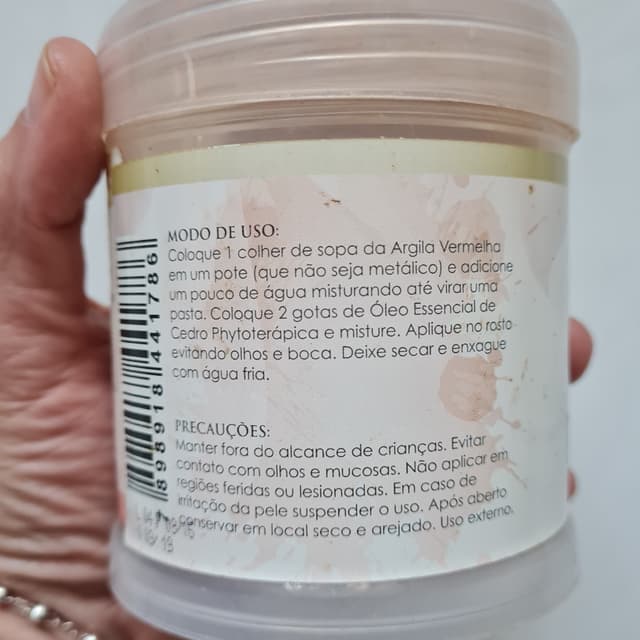 MODO DE USO:
Coloque 1 colher de sopa da Argila Vermelha
em um pote (que não seja metálico) e adicione
um pouco de água misturando até virar uma
pasta. Coloque 2 gotas de Óleo Essencial de
Cedro Phytoterápica e misture. Aplique no rosto
evitando olhos e boca. Deixe secar e enxague
com água fria.
PRECAUÇÕES:
Manter fora do alcance de crianças. Evitar
contato com olhos e mucosas. Não aplicar em
regiões feridas ou lesionadas. Em caso de
irritação da pele suspender o uso. Após aberto
conservar em local seco e arejado. Uso externo.
898918441786